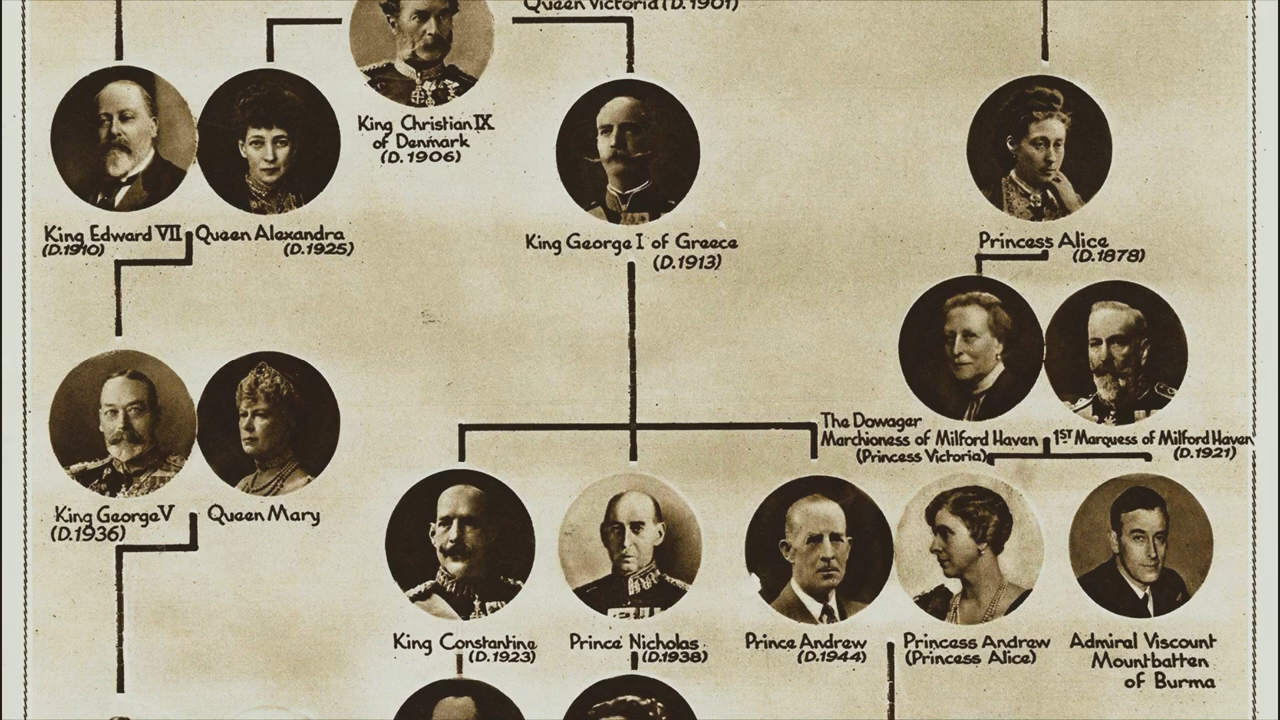 Queen Victoria (D.1901)
King Christian IX
of Denmark
(D.1906)
King Edward VII
(D.1910)
Queen Alexandra
(D.1925)
King George I of Greece
(D.1913)
Princess Alice
(D.1878)
The Dowager
Marchioness of Milford Haven
(Princess Victoria)
1ST Marquess of Milford Haven
(D.1921)
King George V
(D.1936)
Queen Mary
King Constantine
(D.1923)
Prince Nicholas
(D.1938)
Prince Andrew
(D.1944)
Princess Andrew
(Princess Alice)
Admiral Viscount
Mountbatten
of Burma